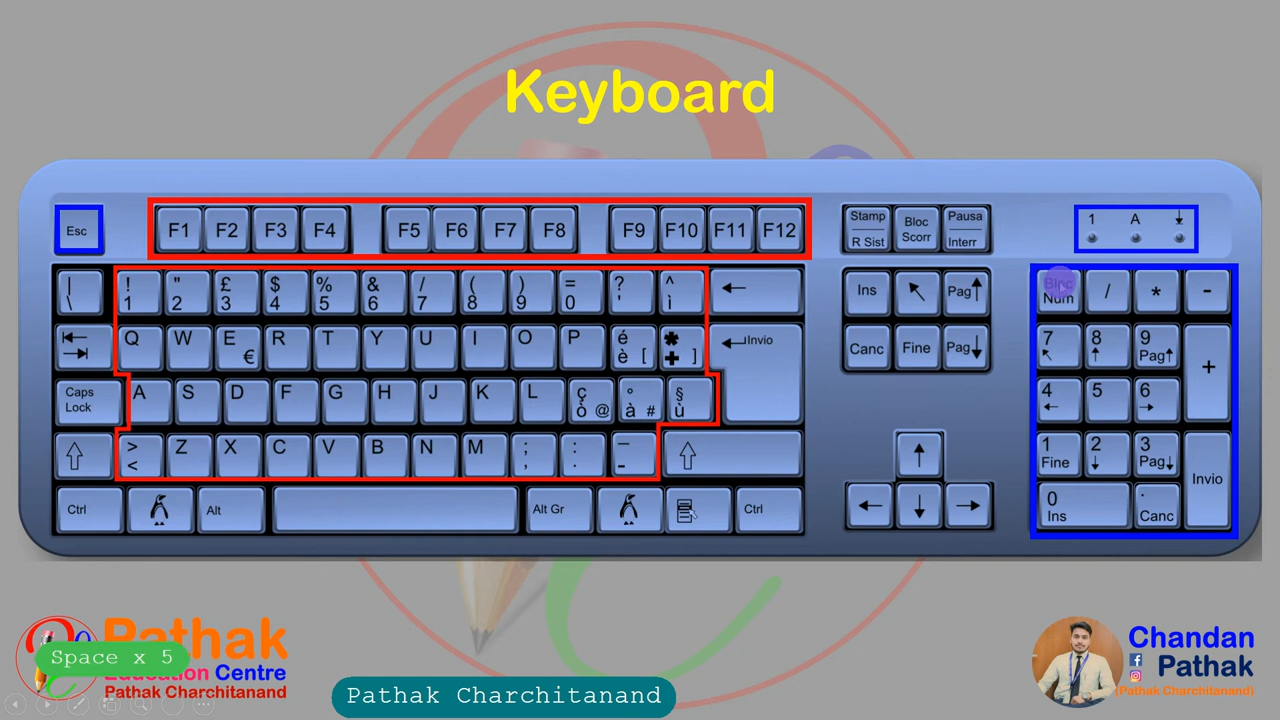 Keyboard
Esc F1 F2 F3 F4 F5 F6 F7 F8 F9 F10 F11 F12 Stamp R Sist Bloc Scorr Pausa Interr 1 A ↓
| \ ! 1 " 2 £ 3 $ 4 % 5 & 6 / 7 ( 8 ) 9 = 0 ? ' ^ ì ← Ins ↖ Pag↑ Bloc Num / * -
Q W E € R T Y U I O P é è [ * + ] ↵Invio Canc Fine Pag↓ 7 ↖ 8 ↑ 9 Pag↑ +
Caps Lock A S D F G H J K L ç ò @ ° à # § ù 4 ← 5 6 →
> < Z X C V B N M ; , : . _ - ↑ 1 Fine 2 ↓ 3 Pag↓ Invio
Ctrl Alt Alt Gr Ctrl ← ↓ → 0 Ins . Canc
Pathak
Education Centre
Pathak Charchitanand
Space x 5
Pathak Charchitanand
Chandan
Pathak
(Pathak Charchitanand)